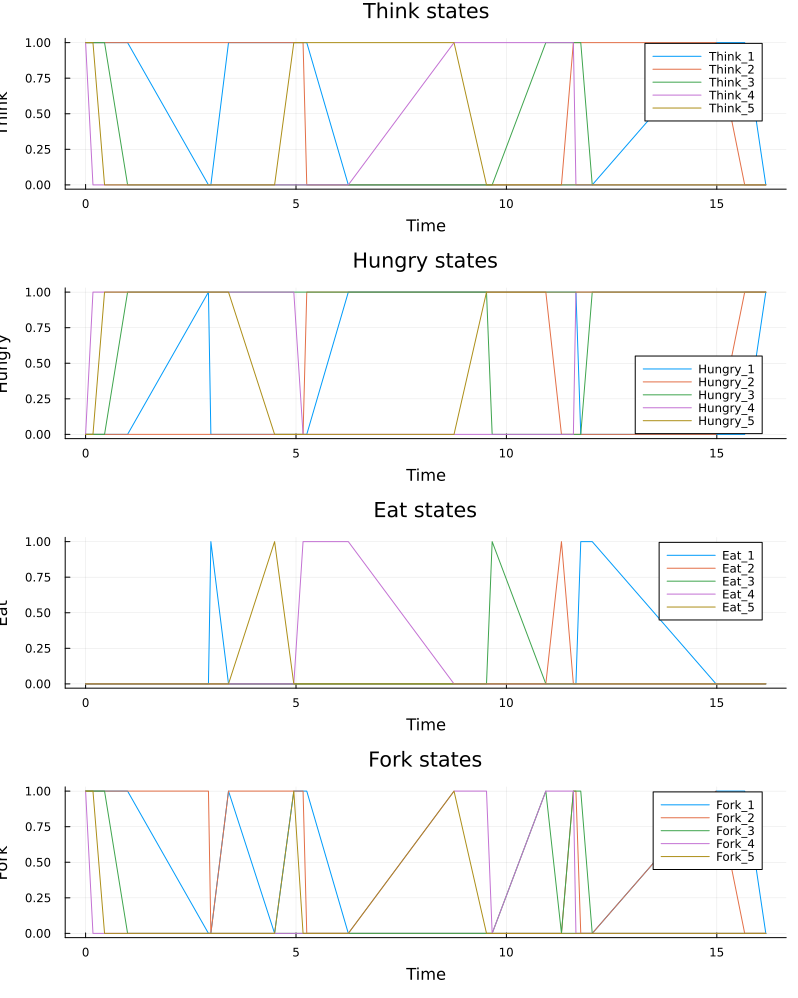 Think states
1.00
0.75
0.50
0.25
0.00
Think_1
Think_2
Think_3
Think_4
Think_5
0 5 10 15
Time
Hungry states
Hungry
1.00
0.75
0.50
0.25
0.00
Hungry_1
Hungry_2
Hungry_3
Hungry_4
Hungry_5
0 5 10 15
Time
Eat states
Eat
1.00
0.75
0.50
0.25
0.00
Eat_1
Eat_2
Eat_3
Eat_4
Eat_5
0 5 10 15
Time
Fork states
Fork
1.00
0.75
0.50
0.25
0.00
Fork_1
Fork_2
Fork_3
Fork_4
Fork_5
0 5 10 15
Time